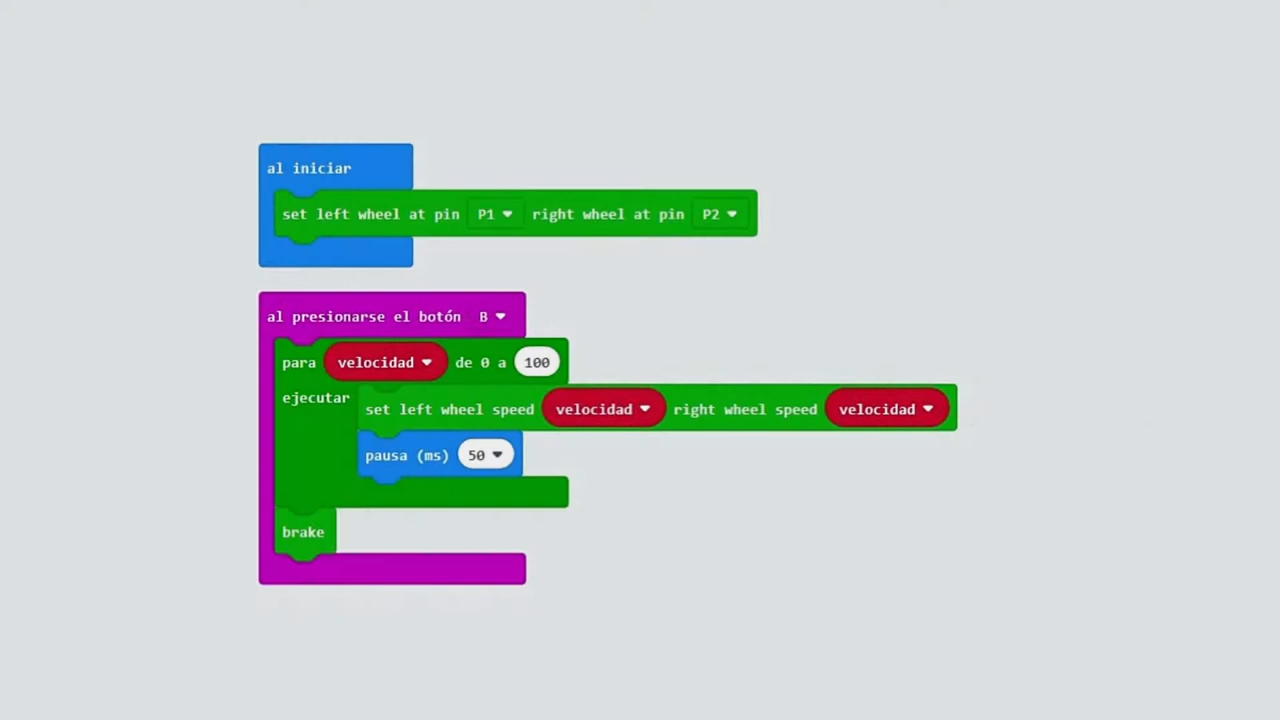 al iniciar
set left wheel at pin P1 right wheel at pin P2
al presionarse el botón B
para velocidad de 0 a 100
ejecutar
set left wheel speed velocidad right wheel speed velocidad
pausa (ms) 50
brake